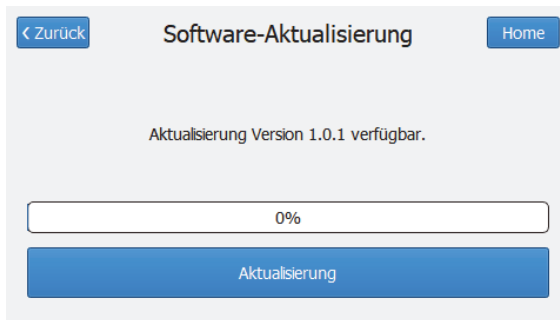 Zurück Software-Aktualisierung Home
Aktualisierung Version 1.0.1 verfügbar.
0%
Aktualisierung